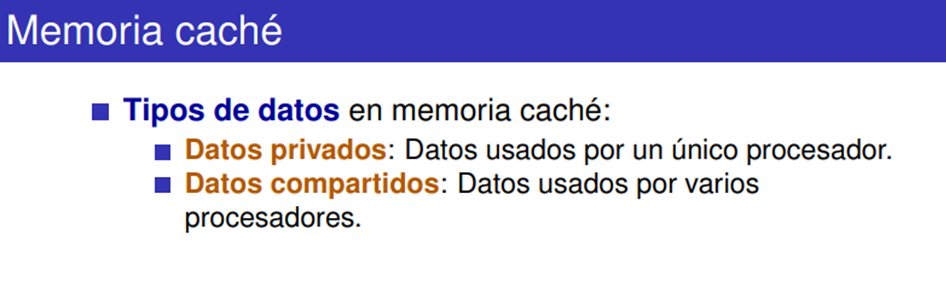 Memoria caché
Tipos de datos en memoria caché:
Datos privados: Datos usados por un único procesador.
Datos compartidos: Datos usados por varios
procesadores.